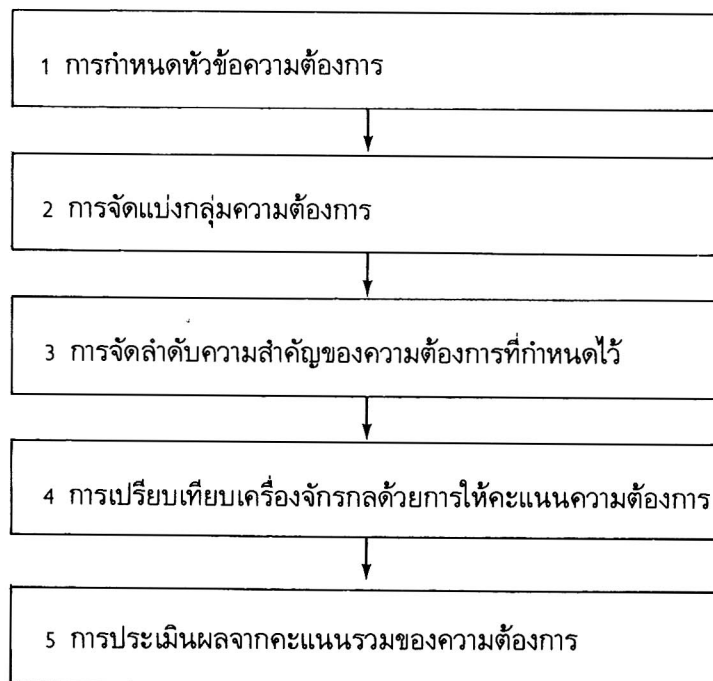 1 การกำหนดหัวข้อความต้องการ
2 การจัดแบ่งกลุ่มความต้องการ
3 การจัดลำดับความสำคัญของความต้องการที่กำหนดไว้
4 การเปรียบเทียบเครื่องจักรกลด้วยการให้คะแนนความต้องการ
5 การประเมินผลจากคะแนนรวมของความต้องการ